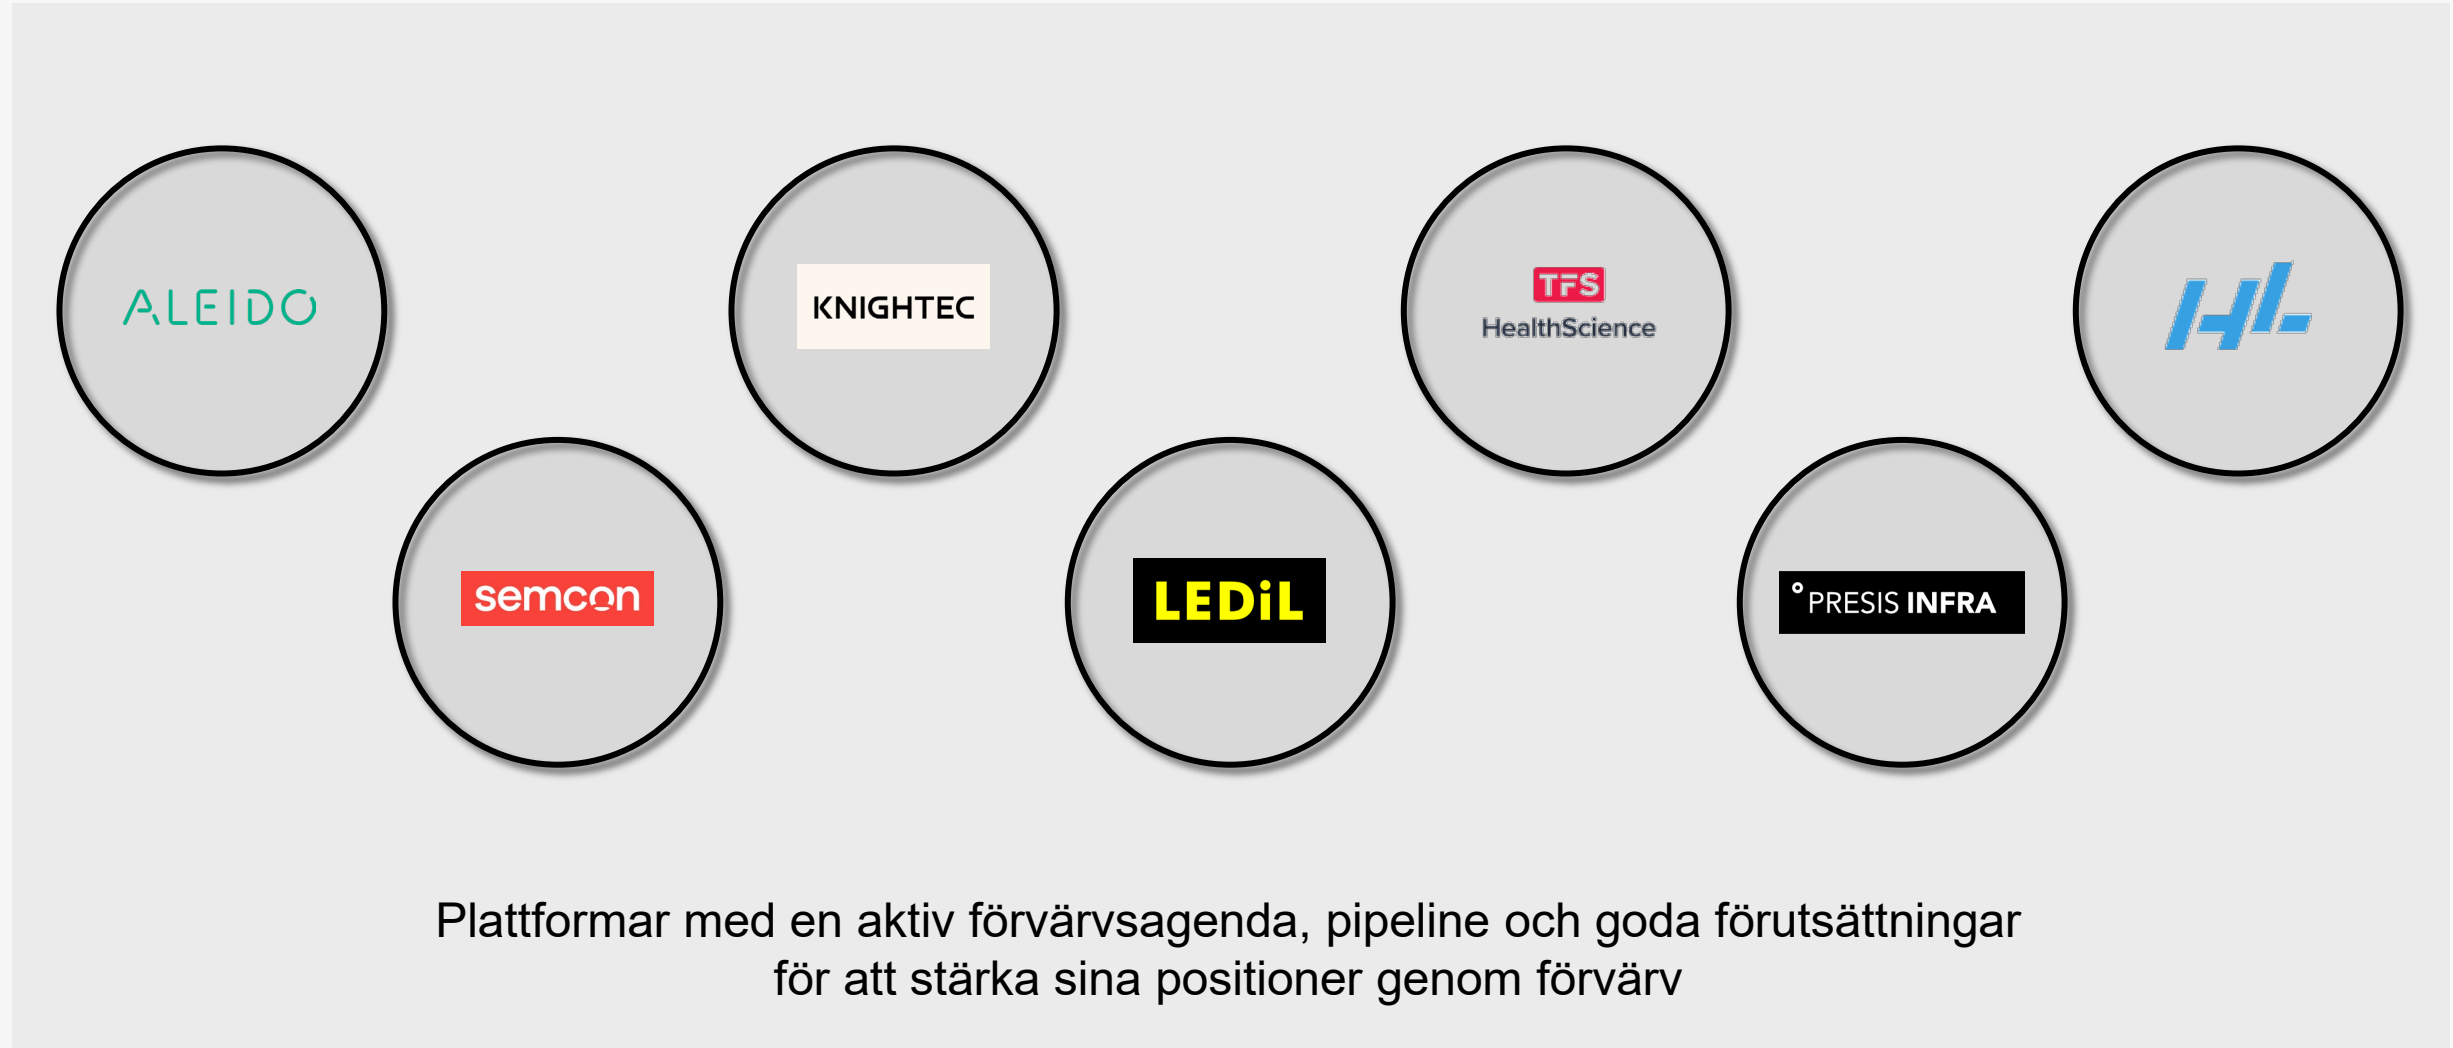 ALEIDO
KNIGHTEC
TFS
HealthScience
HL
semcon
LEDiL
°PRESIS INFRA
Plattformar med en aktiv förvärvsagenda, pipeline och goda förutsättningar
för att stärka sina positioner genom förvärv